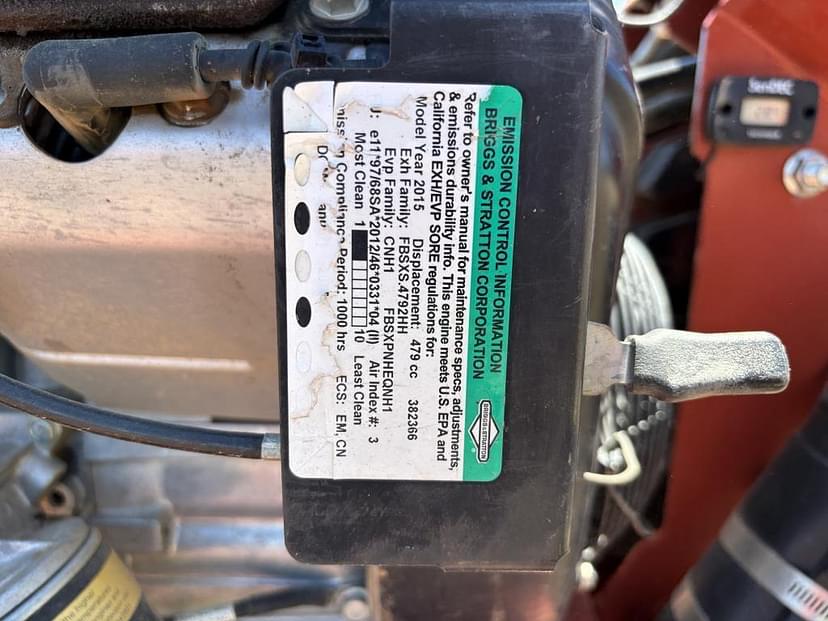 EMISSION CONTROL INFORMATION
BRIGGS & STRATTON CORPORATION
BRIGGS & STRATTON
Refer to owner's manual for maintenance specs, adjustments,
& emissions durability info. This engine meets U.S. EPA and
California EXH/EVP SORE regulations for:
Model Year 2015 Displacement: 479 cc 382366
Exh Family: FBSXS.4792HH
Evp Family: CNH1 FBSXPNHEQNH1
e11*97/68SA*2012/46*0331*04 (II) Air Index #: 3
Most Clean 1 10 Least Clean
Compliance Period: 1000 hrs ECS: EM, CN
SenDEC